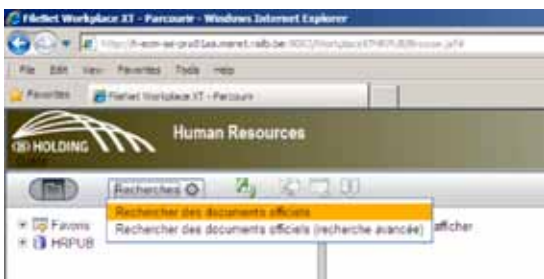 FileNet Workplace XT - Parcourir - Windows Internet Explorer
File Edit View Favorites Tools Help
Favorites FileNet Workplace XT - Parcourir
HOLDING
Human Resources
Recherches
Rechercher des documents officiels
Favoris
Rechercher des documents officiels (recherche avancée) afficher
HRPUB